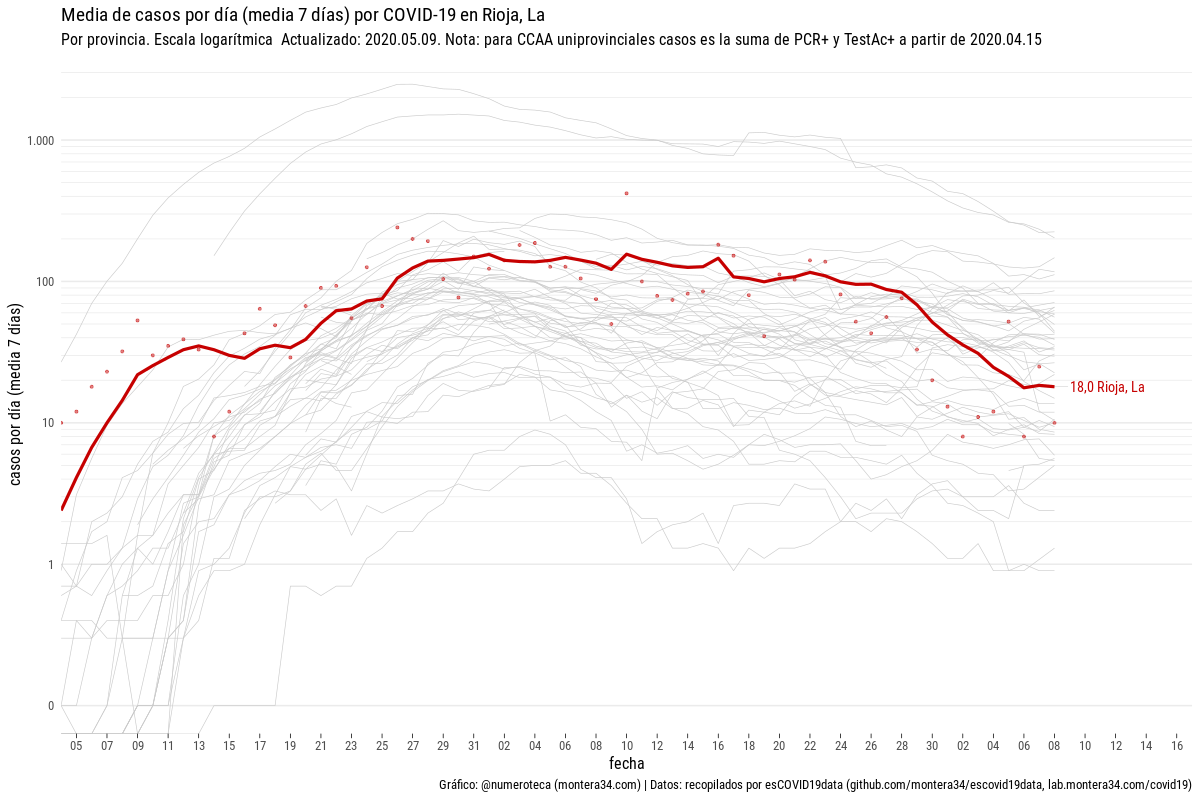 Media de casos por día (media 7 días) por COVID-19 en Rioja, La
Por provincia. Escala logarítmica  Actualizado: 2020.05.09. Nota: para CCAA uniprovinciales casos es la suma de PCR+ y TestAc+ a partir de 2020.04.15
casos por día (media 7 días)
1.000
100
10
1
0
18,0 Rioja, La
05 07 09 11 13 15 17 19 21 23 25 27 29 31 02 04 06 08 10 12 14 16 18 20 22 24 26 28 30 02 04 06 08 10 12 14 16
fecha
Gráfico: @numeroteca (montera34.com) | Datos: recopilados por esCOVID19data (github.com/montera34/escovid19data, lab.montera34.com/covid19)